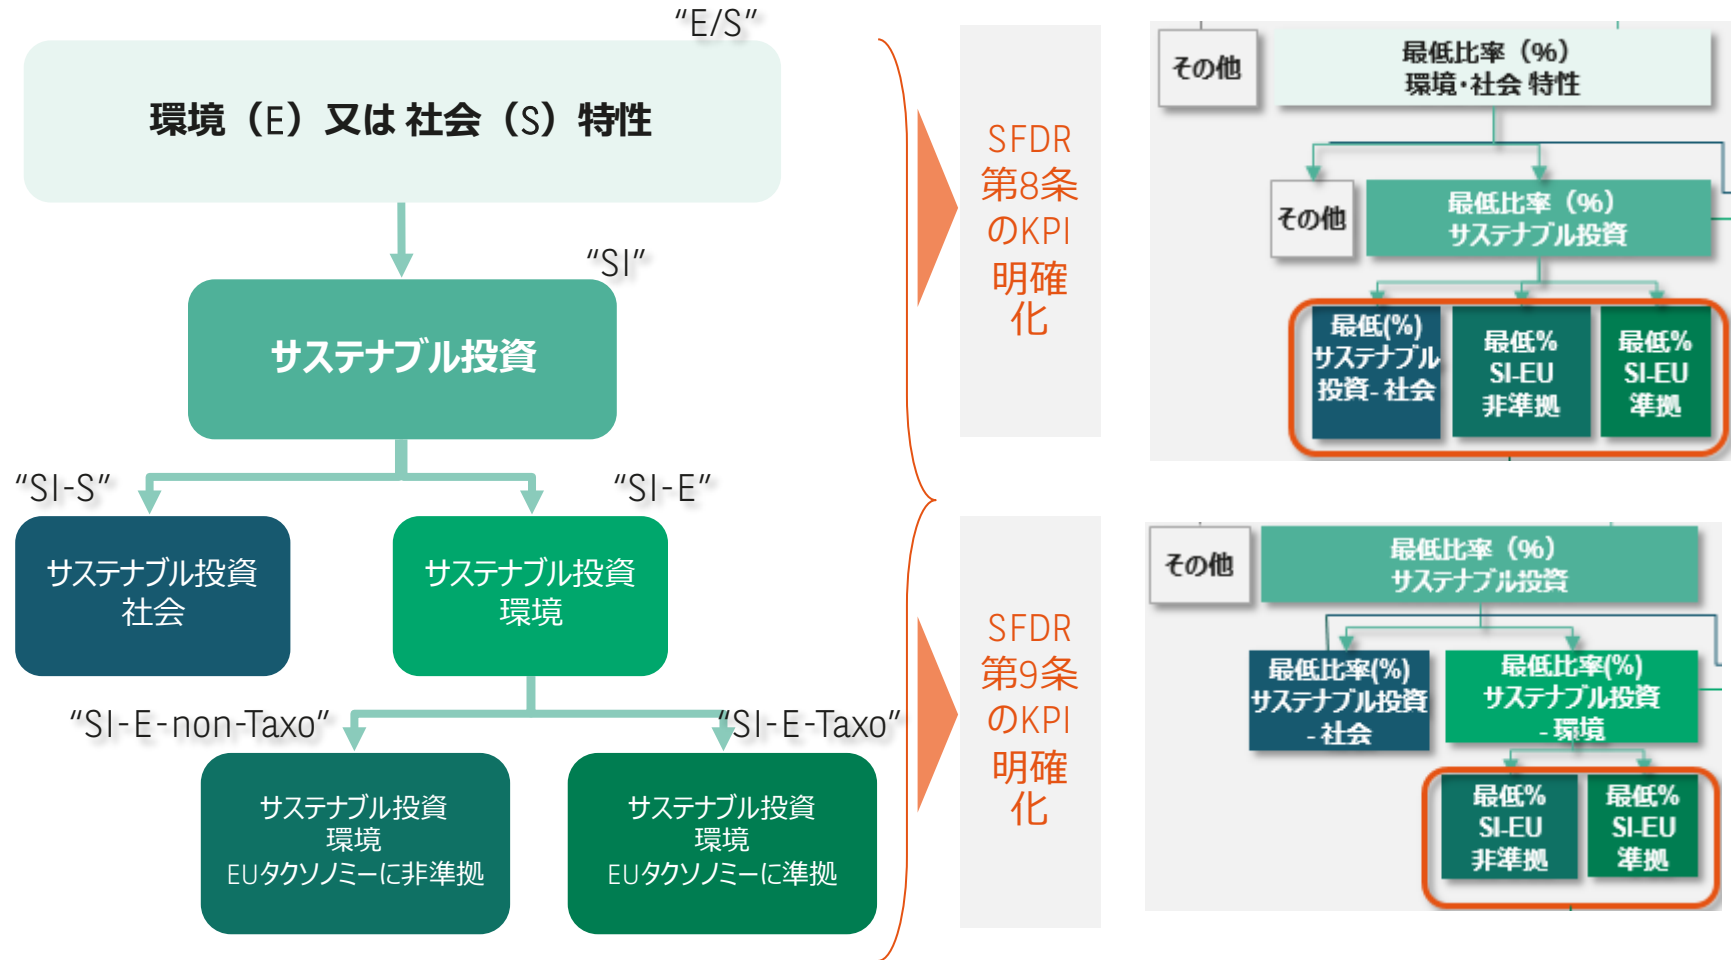 “E/S”
環境（E）又は 社会（S）特性
“SI”
サステナブル投資
“SI-S”
“SI-E”
サステナブル投資
社会
サステナブル投資
環境
“SI-E-non-Taxo”
“SI-E-Taxo”
サステナブル投資
環境
EUタクソノミーに非準拠
サステナブル投資
環境
EUタクソノミーに準拠
SFDR
第8条
のKPI
明確
化
SFDR
第9条
のKPI
明確
化
その他
最低比率（%）
環境・社会 特性
その他
最低比率（%）
サステナブル投資
最低(%)
サステナブル
投資- 社会
最低%
SI-EU
非準拠
最低%
SI-EU
準拠
その他
最低比率（%）
サステナブル投資
最低比率(%)
サステナブル投資
- 社会
最低比率(%)
サステナブル投資
- 環境
最低%
SI-EU
非準拠
最低%
SI-EU
準拠